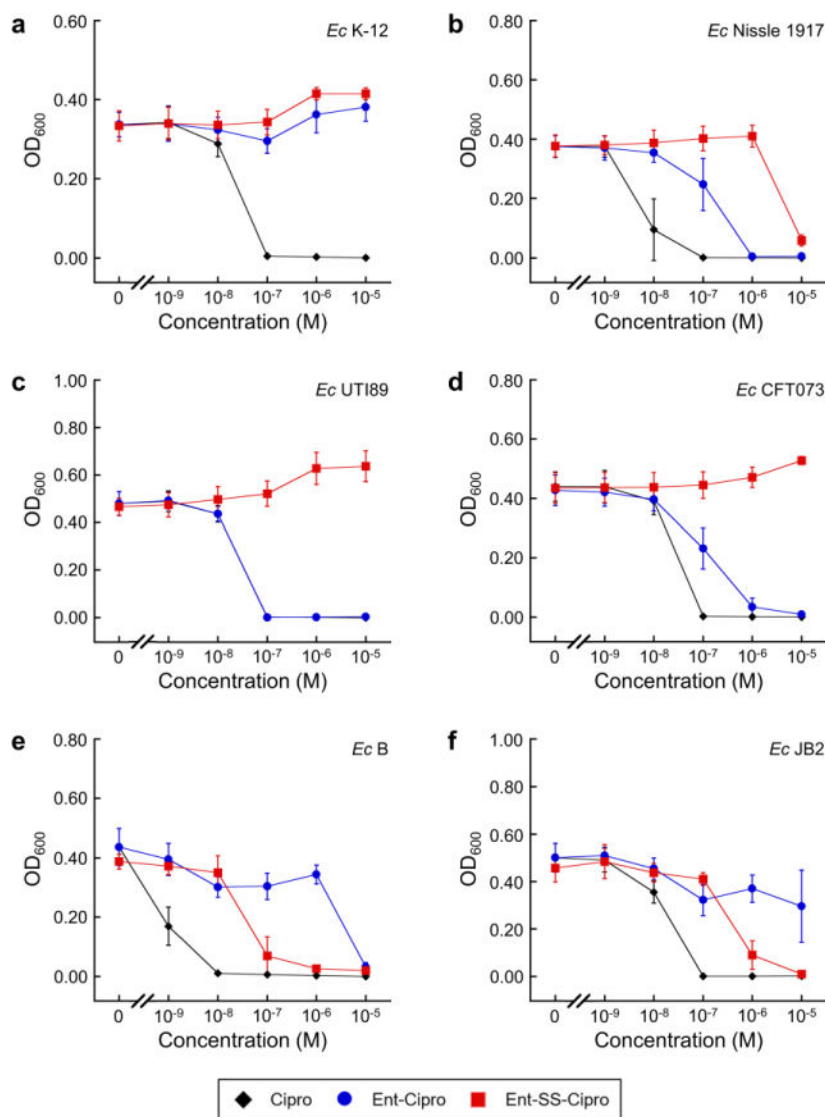 a
Ec K-12
0.60
0.40
0.20
0.00
OD₆₀₀
0 10⁻⁹ 10⁻⁸ 10⁻⁷ 10⁻⁶ 10⁻⁵
Concentration (M)
b
Ec Nissle 1917
0.80
0.60
0.40
0.20
0.00
OD₆₀₀
0 10⁻⁹ 10⁻⁸ 10⁻⁷ 10⁻⁶ 10⁻⁵
Concentration (M)
c
Ec UTI89
1.00
0.80
0.60
0.40
0.20
0.00
OD₆₀₀
0 10⁻⁹ 10⁻⁸ 10⁻⁷ 10⁻⁶ 10⁻⁵
Concentration (M)
d
Ec CFT073
0.80
0.60
0.40
0.20
0.00
OD₆₀₀
0 10⁻⁹ 10⁻⁸ 10⁻⁷ 10⁻⁶ 10⁻⁵
Concentration (M)
e
Ec B
0.80
0.60
0.40
0.20
0.00
OD₆₀₀
0 10⁻⁹ 10⁻⁸ 10⁻⁷ 10⁻⁶ 10⁻⁵
Concentration (M)
f
Ec JB2
1.00
0.80
0.60
0.40
0.20
0.00
OD₆₀₀
0 10⁻⁹ 10⁻⁸ 10⁻⁷ 10⁻⁶ 10⁻⁵
Concentration (M)
Cipro Ent-Cipro Ent-SS-Cipro